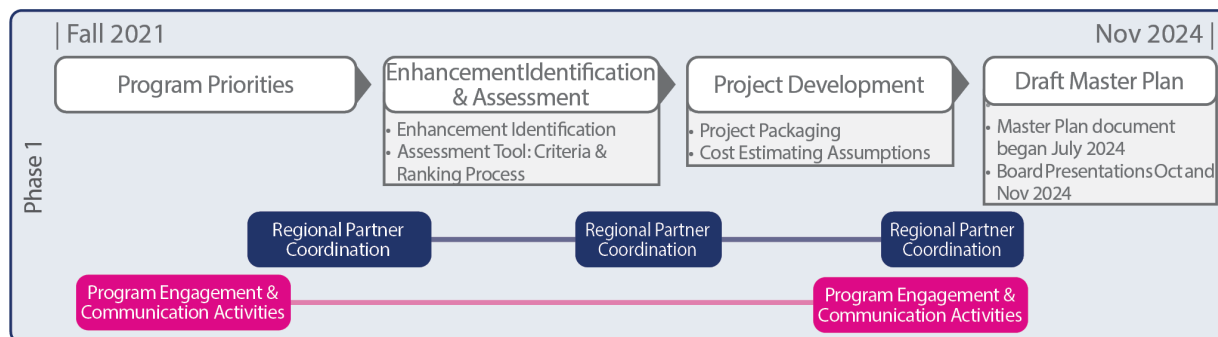 | Fall 2021
Nov 2024 |
Phase 1
Program Priorities
EnhancementIdentification
& Assessment
• Enhancement Identification
• Assessment Tool: Criteria &
Ranking Process
Project Development
• Project Packaging
• Cost Estimating Assumptions
Draft Master Plan
• Master Plan document
began July 2024
• Board Presentations Oct and
Nov 2024
Regional Partner
Coordination
Regional Partner
Coordination
Regional Partner
Coordination
Program Engagement &
Communication Activities
Program Engagement &
Communication Activities